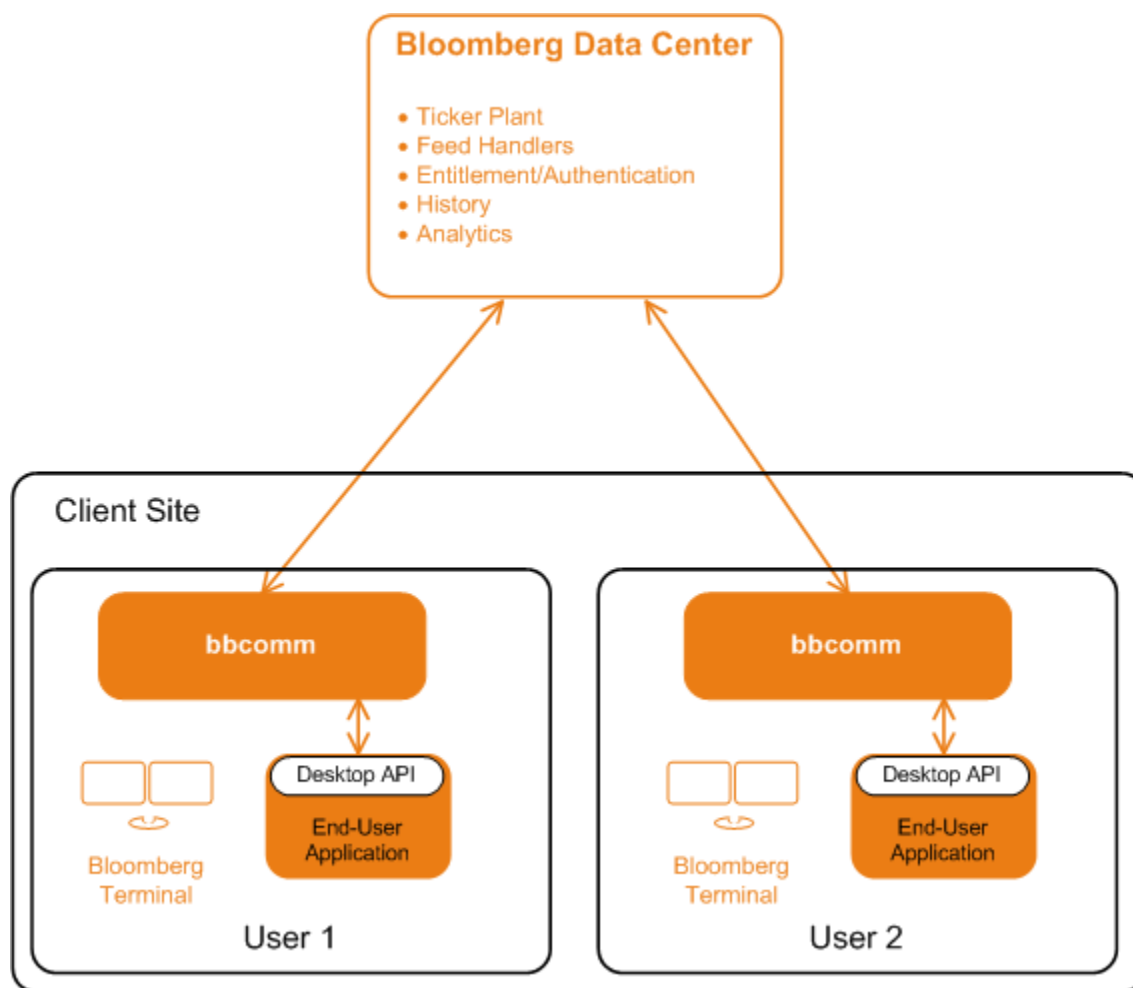 Bloomberg Data Center
• Ticker Plant
• Feed Handlers
• Entitlement/Authentication
• History
• Analytics
Client Site
bbcomm
Desktop API
End-User
Application
Bloomberg
Terminal
User 1
bbcomm
Desktop API
End-User
Application
Bloomberg
Terminal
User 2